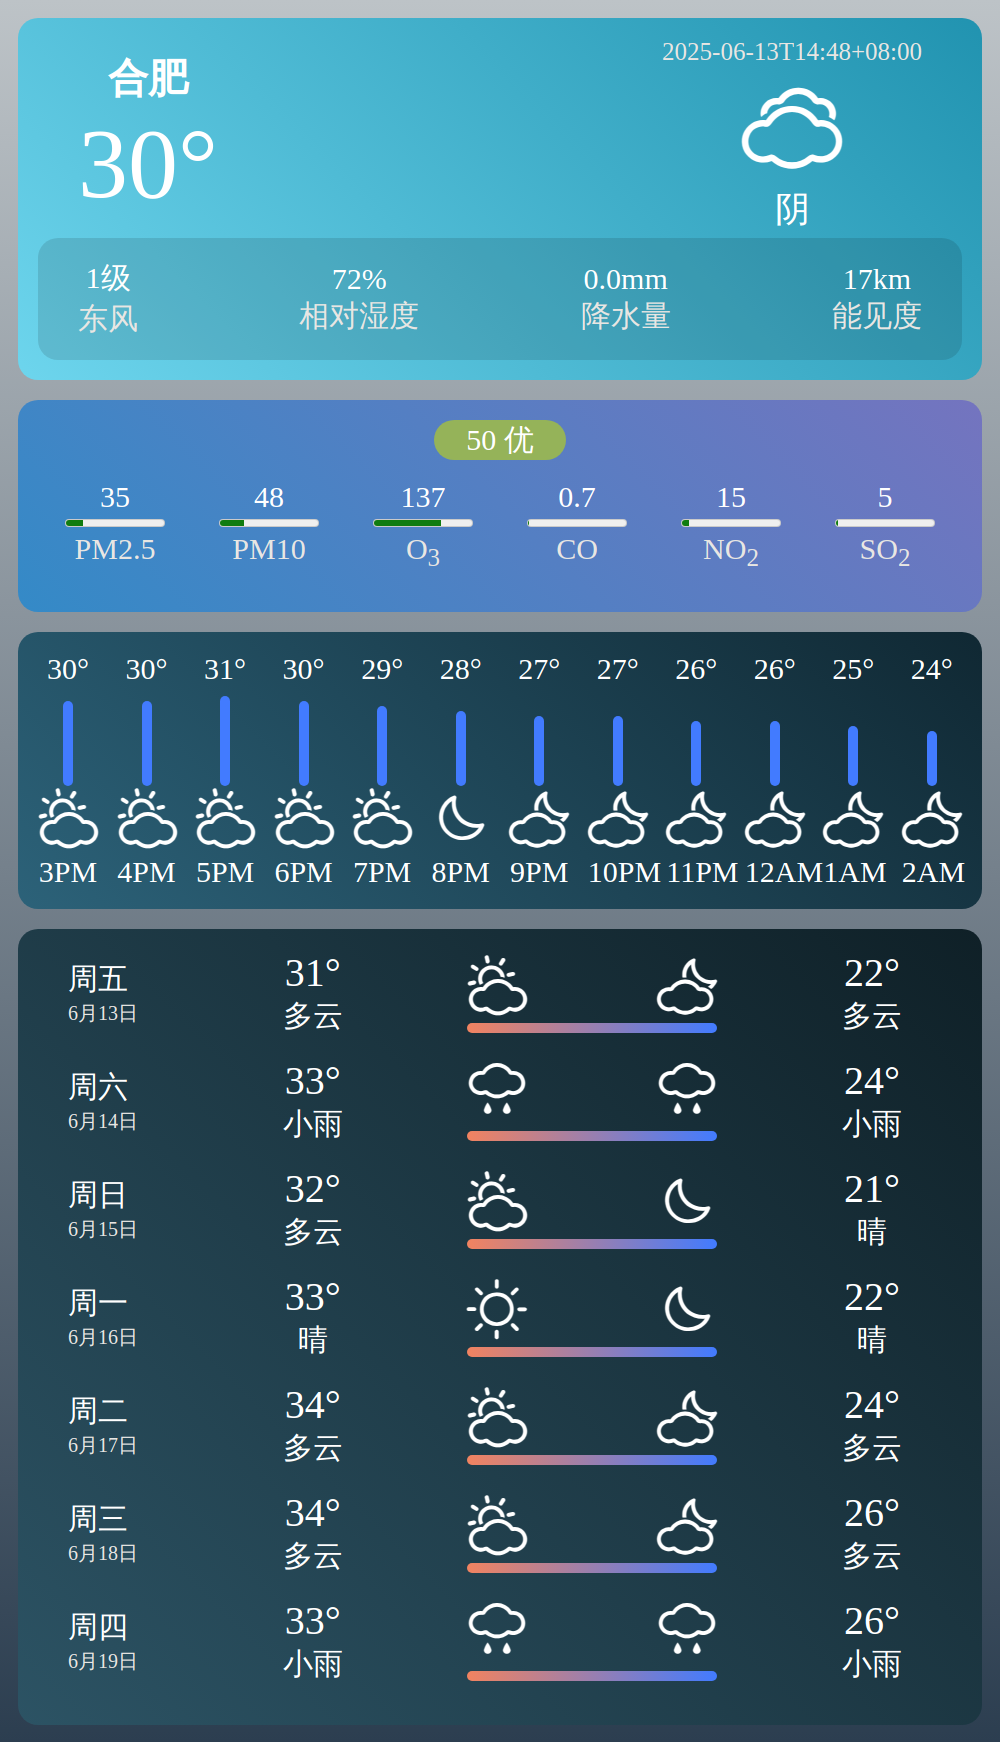 合肥
30°
2025-06-13T14:48+08:00
阴
1级 72% 0.0mm 17km
东风 相对湿度 降水量 能见度
50 优
35 48 137 0.7 15 5
PM2.5 PM10 O3 CO NO2 SO2
30° 30° 31° 30° 29° 28° 27° 27° 26° 26° 25° 24°
3PM 4PM 5PM 6PM 7PM 8PM 9PM 10PM 11PM 12AM 1AM 2AM
周五 31° 22°
6月13日 多云 多云
周六 33° 24°
6月14日 小雨 小雨
周日 32° 21°
6月15日 多云 晴
周一 33° 22°
6月16日 晴 晴
周二 34° 24°
6月17日 多云 多云
周三 34° 26°
6月18日 多云 多云
周四 33° 26°
6月19日 小雨 小雨